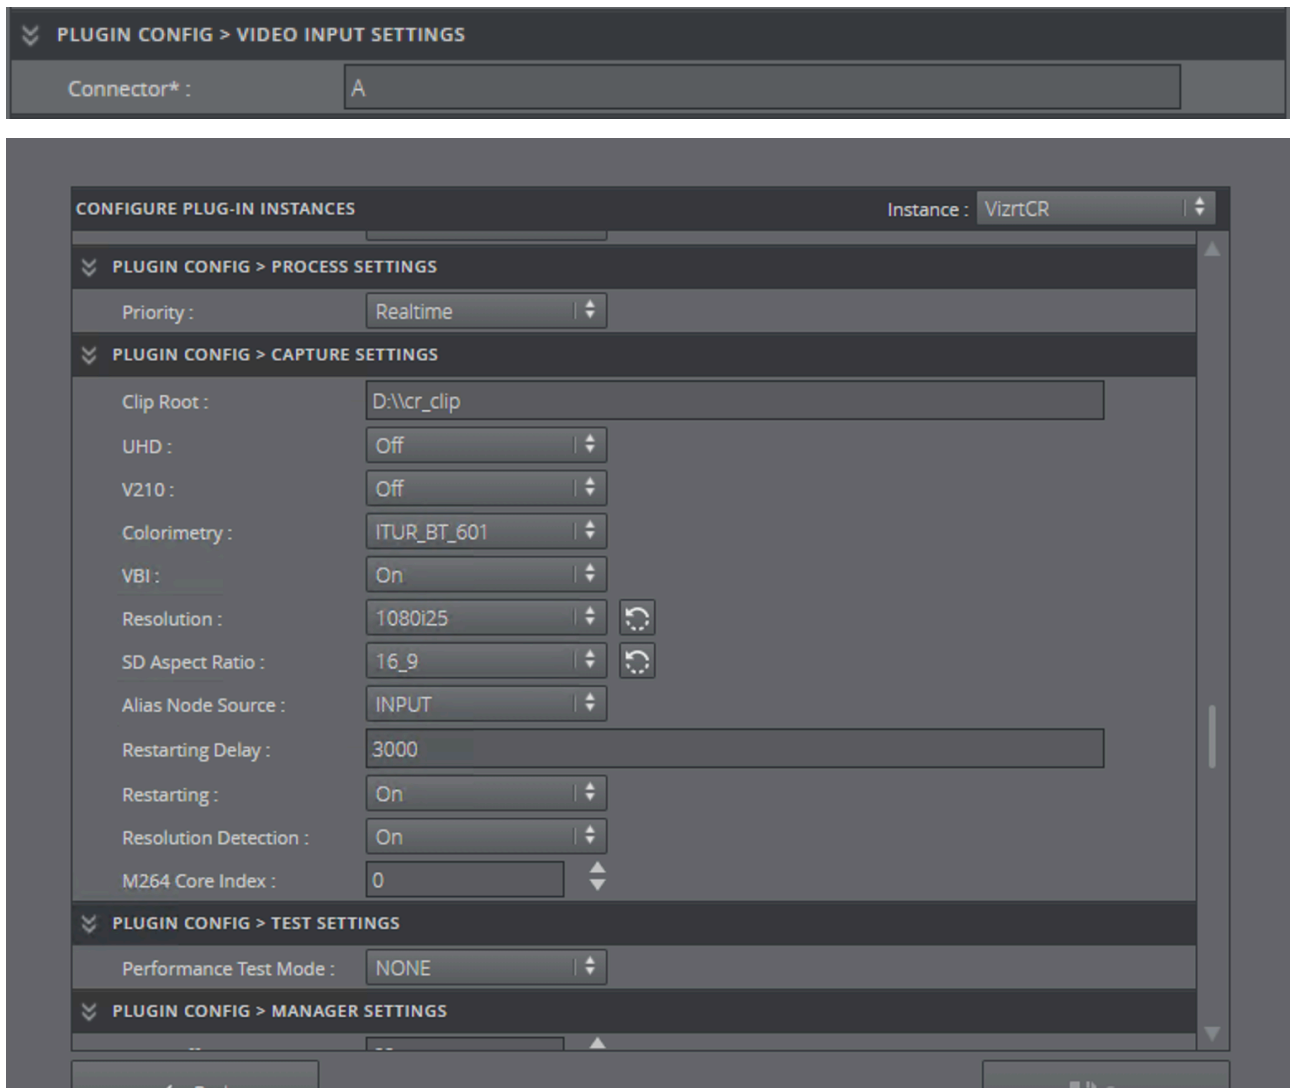 PLUGIN CONFIG > VIDEO INPUT SETTINGS
Connector* : A
CONFIGURE PLUG-IN INSTANCES Instance : VizrtCR
PLUGIN CONFIG > PROCESS SETTINGS
Priority : Realtime
PLUGIN CONFIG > CAPTURE SETTINGS
Clip Root : D:\\cr_clip
UHD : Off
V210 : Off
Colorimetry : ITUR_BT_601
VBI : On
Resolution : 1080i25
SD Aspect Ratio : 16_9
Alias Node Source : INPUT
Restarting Delay : 3000
Restarting : On
Resolution Detection : On
M264 Core Index : 0
PLUGIN CONFIG > TEST SETTINGS
Performance Test Mode : NONE
PLUGIN CONFIG > MANAGER SETTINGS